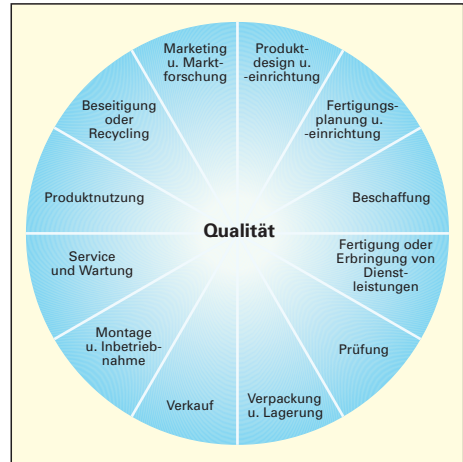 Marketing
u. Markt-
forschung
Produkt-
design u.
-einrichtung
Fertigungs-
planung u.
-einrichtung
Beschaffung
Fertigung oder
Erbringung von
Dienst-
leistungen
Prüfung
Verpackung
u. Lagerung
Verkauf
Montage
u. Inbetrieb-
nahme
Service
und Wartung
Produktnutzung
Beseitigung
oder
Recycling
Qualität